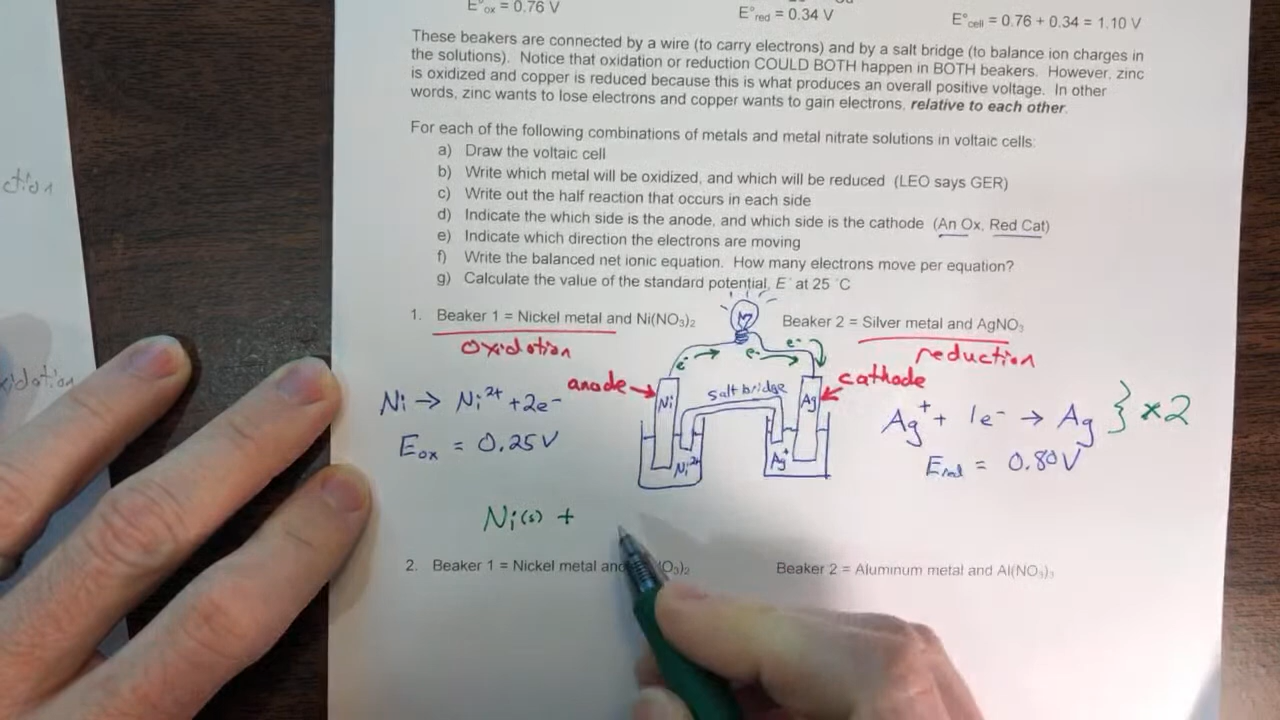 E°ox = 0.76 V
E°red = 0.34 V
E°cell = 0.76 + 0.34 = 1.10 V
These beakers are connected by a wire (to carry electrons) and by a salt bridge (to balance ion charges in
the solutions). Notice that oxidation or reduction COULD BOTH happen in BOTH beakers. However, zinc
is oxidized and copper is reduced because this is what produces an overall positive voltage. In other
words, zinc wants to lose electrons and copper wants to gain electrons, relative to each other.
For each of the following combinations of metals and metal nitrate solutions in voltaic cells:
a) Draw the voltaic cell
b) Write which metal will be oxidized, and which will be reduced (LEO says GER)
c) Write out the half reaction that occurs in each side
d) Indicate the which side is the anode, and which side is the cathode (An Ox, Red Cat)
e) Indicate which direction the electrons are moving
f) Write the balanced net ionic equation. How many electrons move per equation?
g) Calculate the value of the standard potential, E° at 25 °C
1. Beaker 1 = Nickel metal and Ni(NO₃)₂
Beaker 2 = Silver metal and AgNO₃
oxidation
reduction
e⁻
e⁻
e⁻
anode
cathode
Ni
salt bridge
Ag
Ni → Ni²⁺ + 2e⁻
Ag⁺ + 1e⁻ → Ag } x2
Eox = 0.25V
Ered = 0.80V
Ni²⁺
Ag⁺
Ni(s) +
2. Beaker 1 = Nickel metal and (O₃)₂
Beaker 2 = Aluminum metal and Al(NO₃)₃